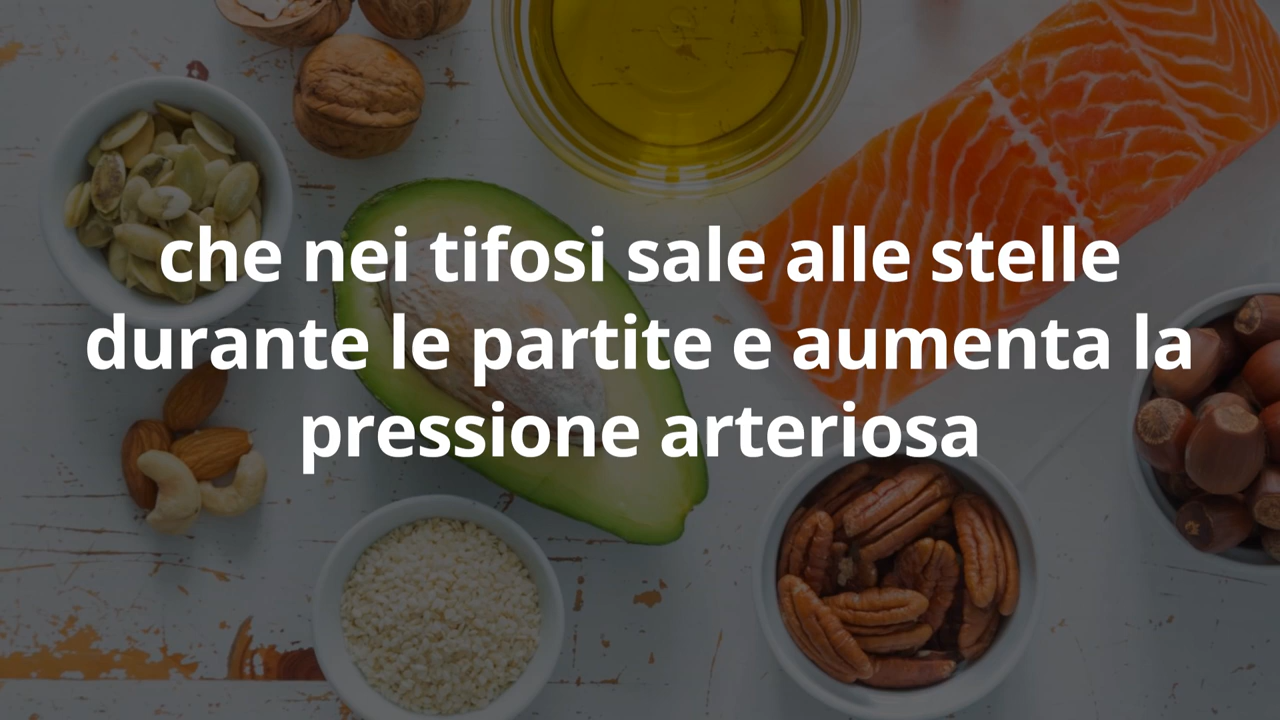 che nei tifosi sale alle stelle
durante le partite e aumenta la
pressione arteriosa